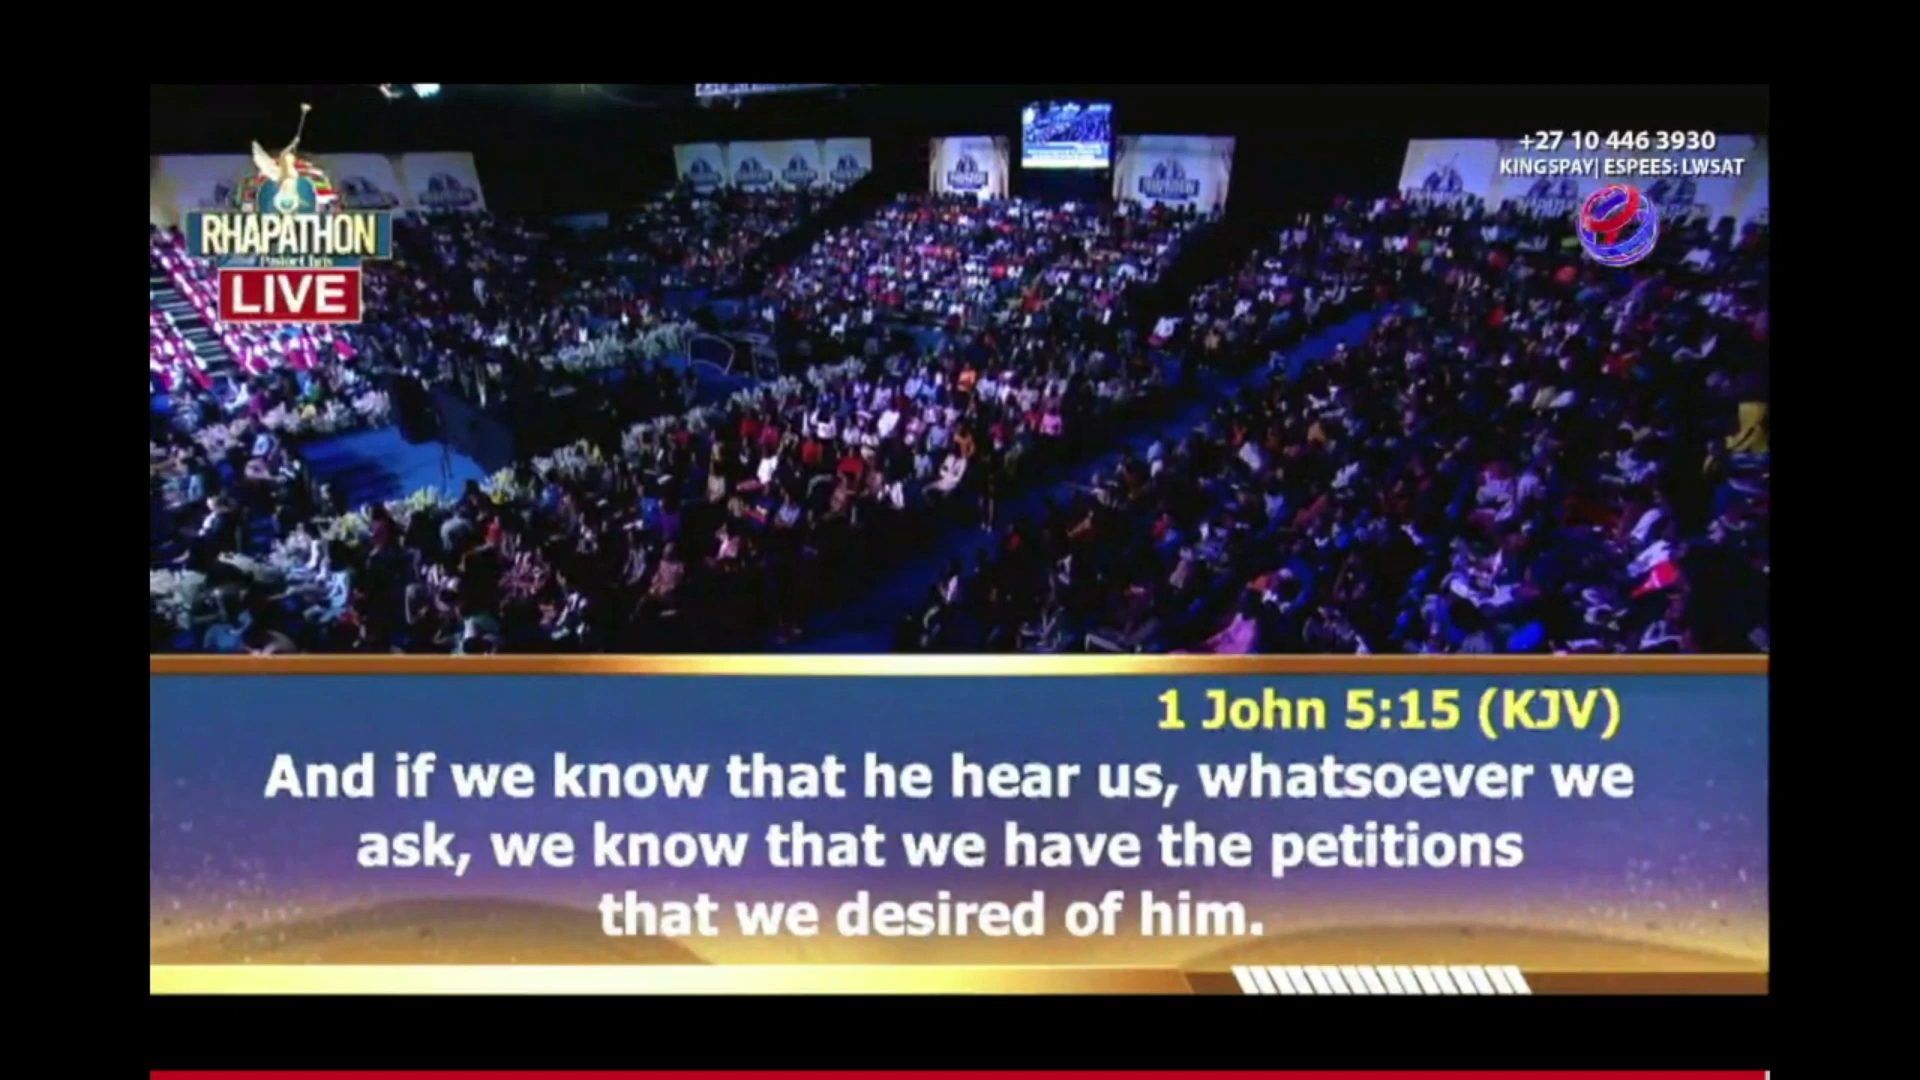 RHAPATHON
LIVE
+27 10 446 3930
KINGSPAY| ESPEES: LWSAT
1 John 5:15 (KJV)
And if we know that he hear us, whatsoever we
ask, we know that we have the petitions
that we desired of him.